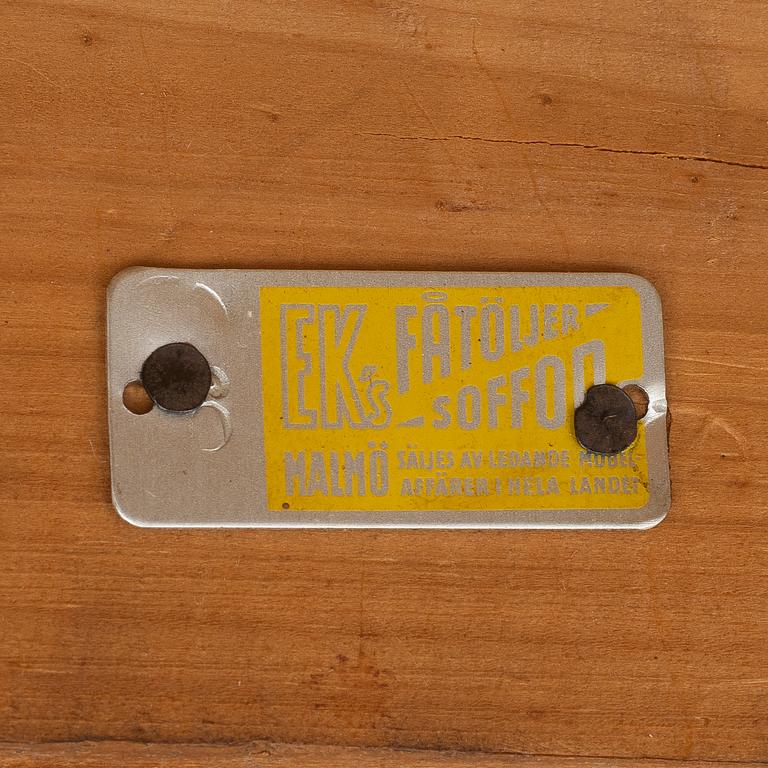 EK's FÅTÖLJER
SOFFOR
MALMÖ SÄLJES AV LEDANDE MÖBEL-
AFFÄRER I HELA LANDET